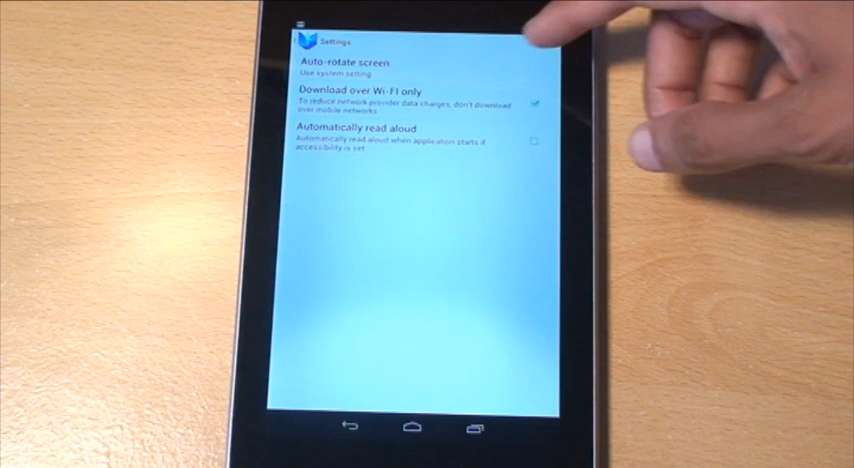 Settings
Auto-rotate screen
Use system setting
Download over Wi-Fi only
To reduce network provider data charges, don't download
over mobile networks
Automatically read aloud
Automatically read aloud when application starts if
accessibility is set